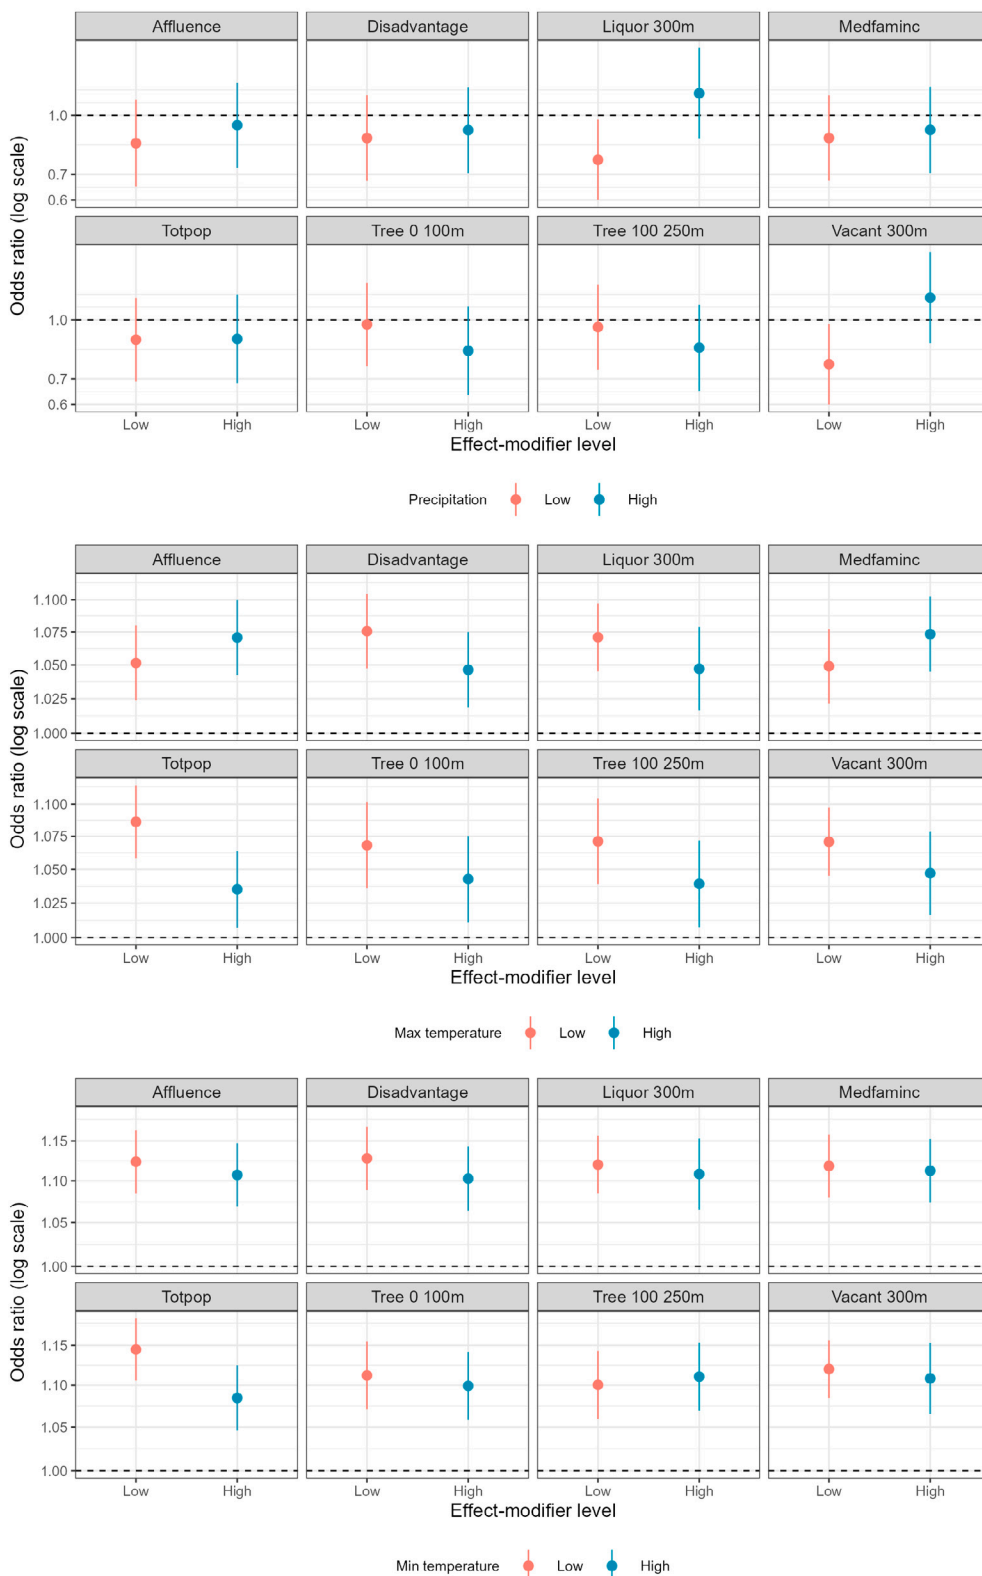 Affluence Disadvantage Liquor 300m Medfaminc
1.0
0.7
0.6
Totpop Tree 0 100m Tree 100 250m Vacant 300m
1.0
0.7
0.6
Odds ratio (log scale)
Low High Low High Low High Low High
Effect-modifier level
Precipitation Low High
Affluence Disadvantage Liquor 300m Medfaminc
1.100
1.075
1.050
1.025
1.000
Totpop Tree 0 100m Tree 100 250m Vacant 300m
1.100
1.075
1.050
1.025
1.000
Odds ratio (log scale)
Low High Low High Low High Low High
Effect-modifier level
Max temperature Low High
Affluence Disadvantage Liquor 300m Medfaminc
1.15
1.10
1.05
1.00
Totpop Tree 0 100m Tree 100 250m Vacant 300m
1.15
1.10
1.05
1.00
Odds ratio (log scale)
Low High Low High Low High Low High
Effect-modifier level
Min temperature Low High